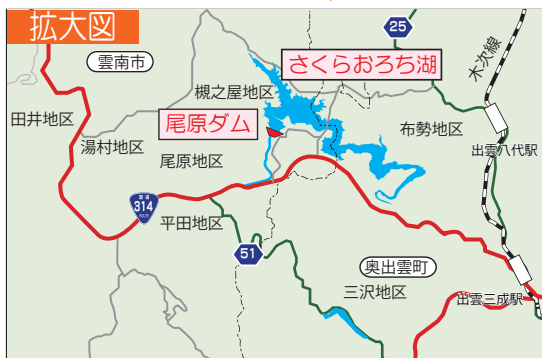 拡大図
雲南市
25
木次線
さくらおろち湖
槻之屋地区
田井地区
尾原ダム
布勢地区
湯村地区
尾原地区
出雲八代駅
国道
314
ROUTE
平田地区
51
奥出雲町
三沢地区
出雲三成駅